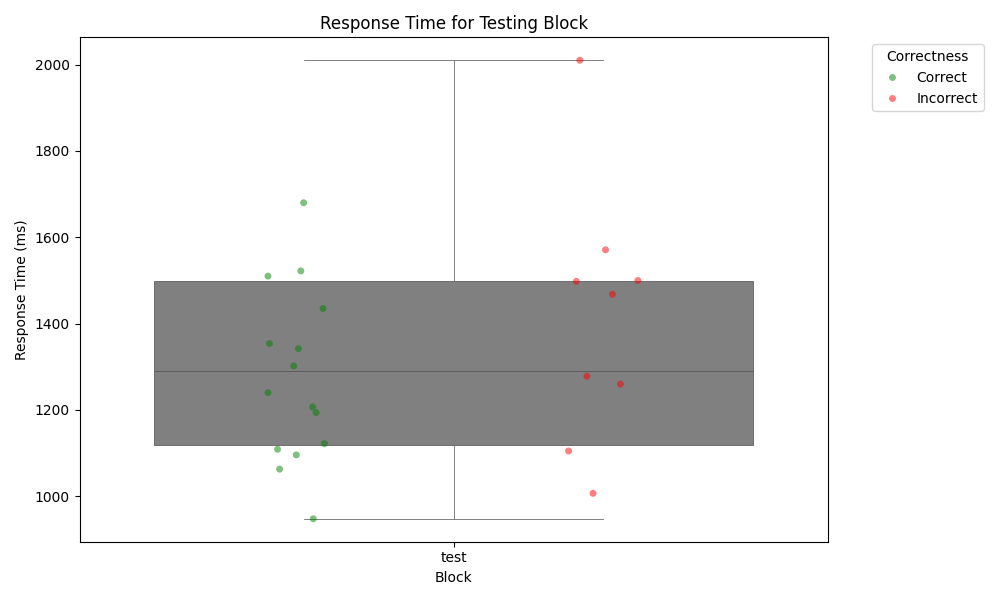 Response Time for Testing Block
Correctness
Correct
Incorrect
Response Time (ms)
2000
1800
1600
1400
1200
1000
test
Block